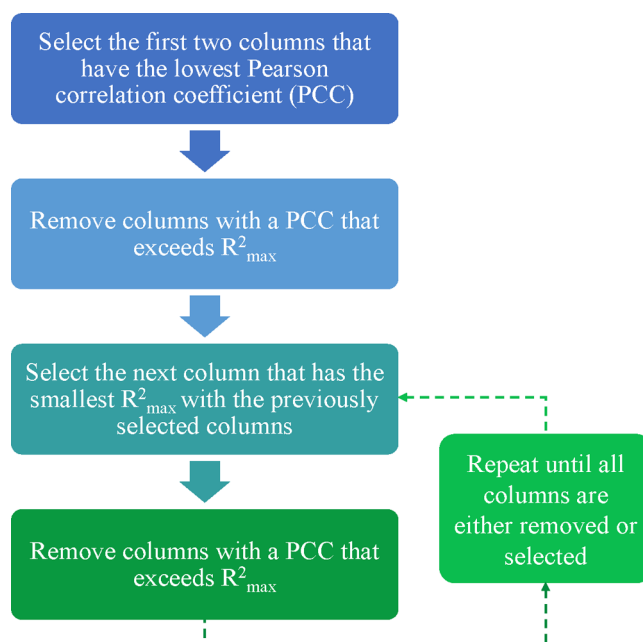 Select the first two columns that
have the lowest Pearson
correlation coefficient (PCC)
Remove columns with a PCC that
exceeds R²max
Select the next column that has the
smallest R²max with the previously
selected columns
Remove columns with a PCC that
exceeds R²max
Repeat until all
columns are
either removed or
selected